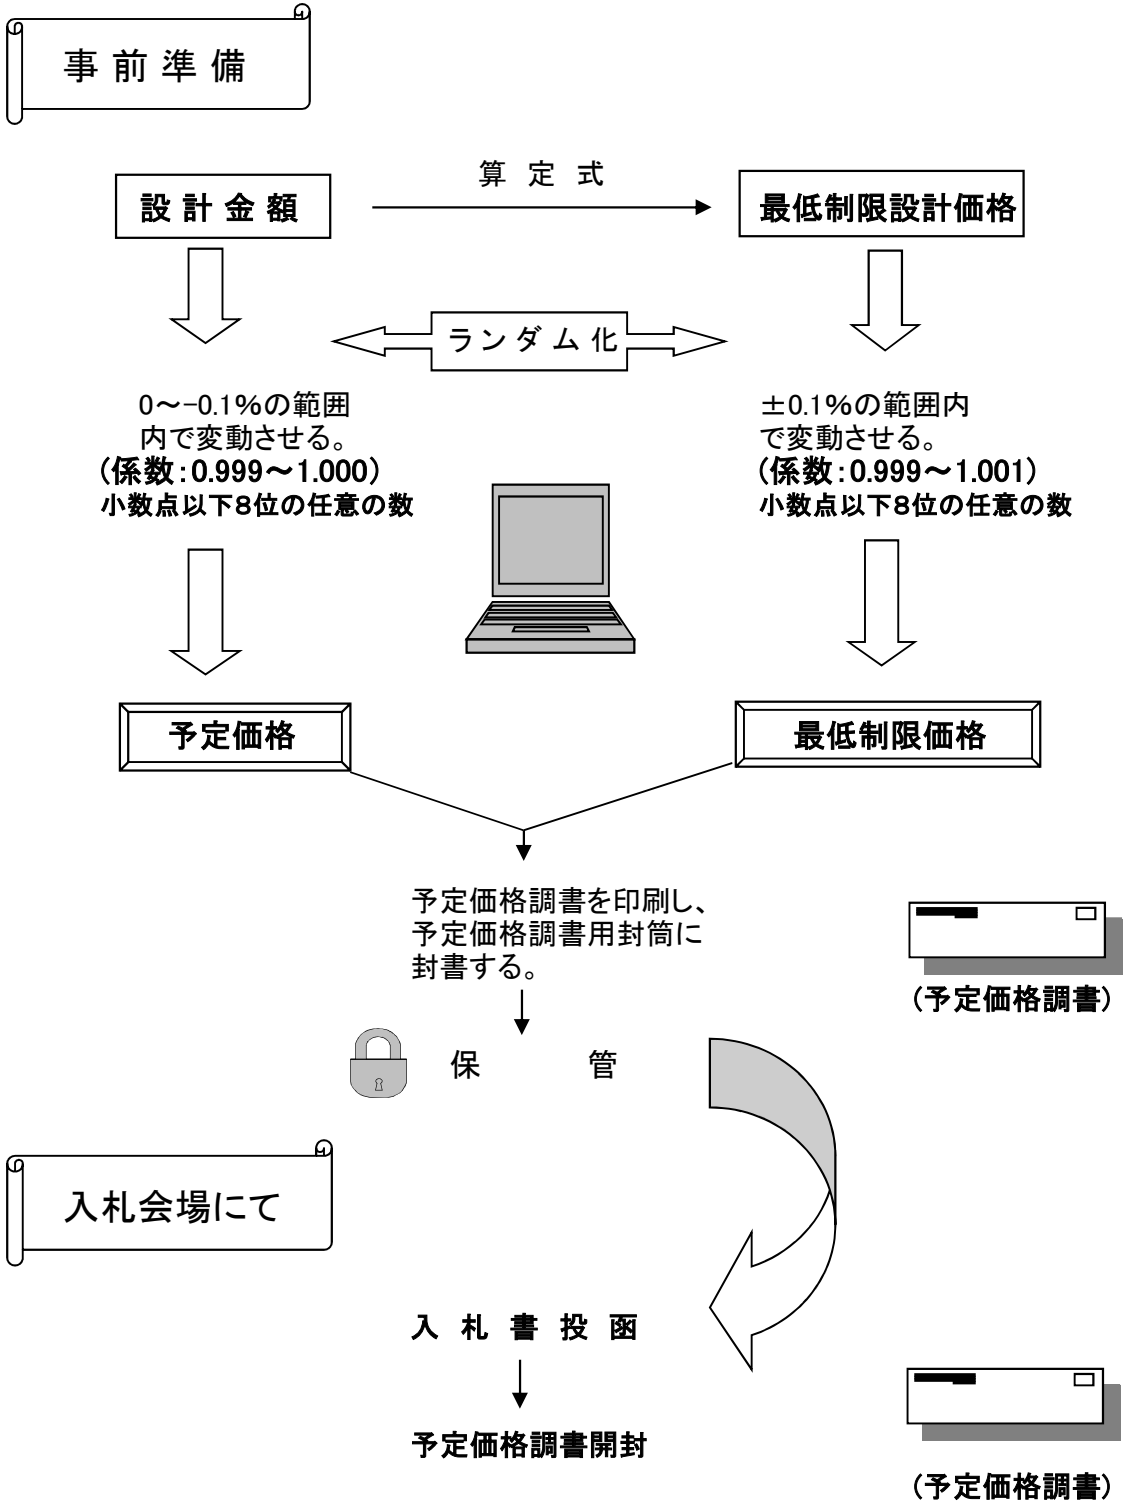 事前準備
算定式
設計金額
最低制限設計価格
ランダム化
0～-0.1%の範囲
内で変動させる。
(係数:0.999～1.000)
小数点以下8位の任意の数
±0.1%の範囲内
で変動させる。
(係数:0.999～1.001)
小数点以下8位の任意の数
予定価格
最低制限価格
予定価格調書を印刷し、
予定価格調書用封筒に
封書する。
(予定価格調書)
保管
入札会場にて
入札書投函
予定価格調書開封
(予定価格調書)